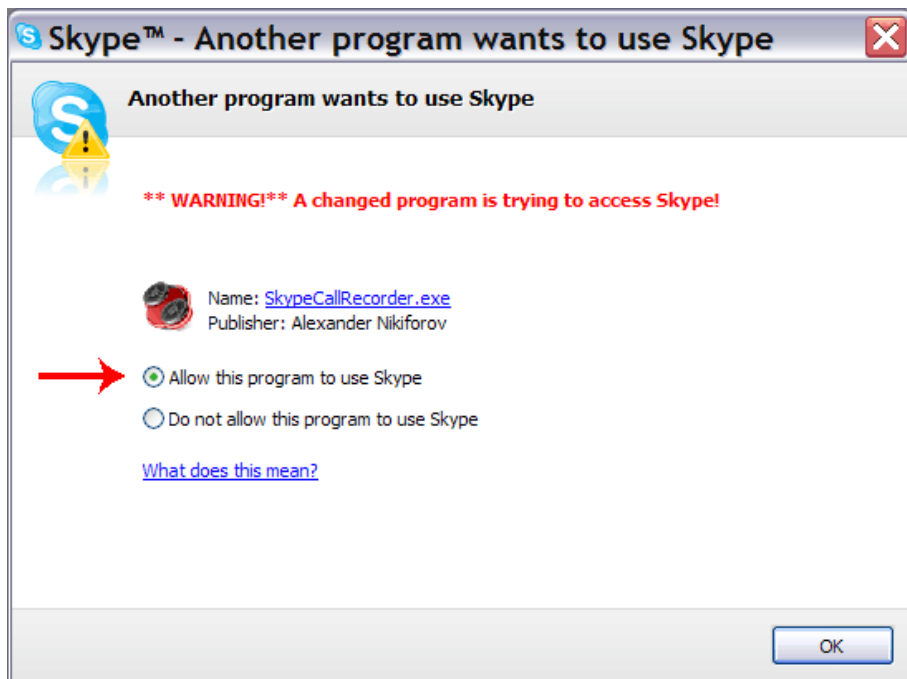 Skype™ - Another program wants to use Skype
Another program wants to use Skype
** WARNING!** A changed program is trying to access Skype!
Name: SkypeCallRecorder.exe
Publisher: Alexander Nikiforov
Allow this program to use Skype
Do not allow this program to use Skype
What does this mean?
OK